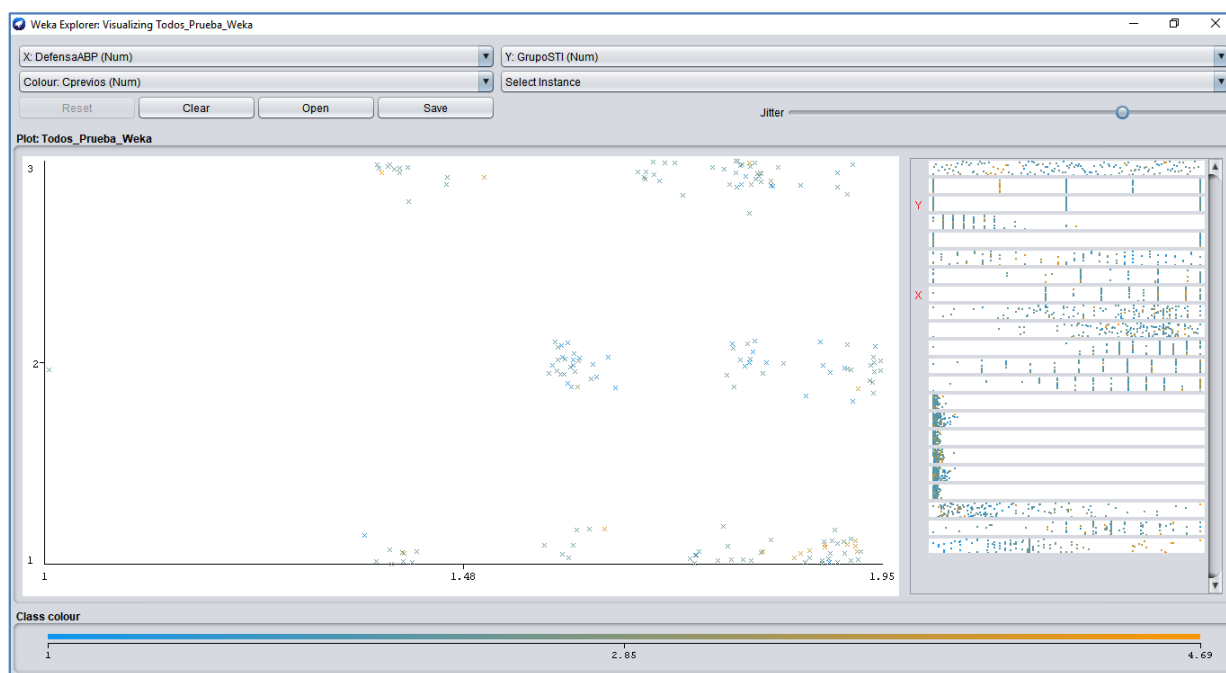 Weka Explorer: Visualizing Todos_Prueba_Weka
X: DefensaABP (Num)
Y: GrupoSTI (Num)
Colour: Cprevios (Num)
Select Instance
Reset
Clear
Open
Save
Jitter
Plot: Todos_Prueba_Weka
3
2
1
1
1.48
1.95
Y
X
Class colour
1
2.85
4.69